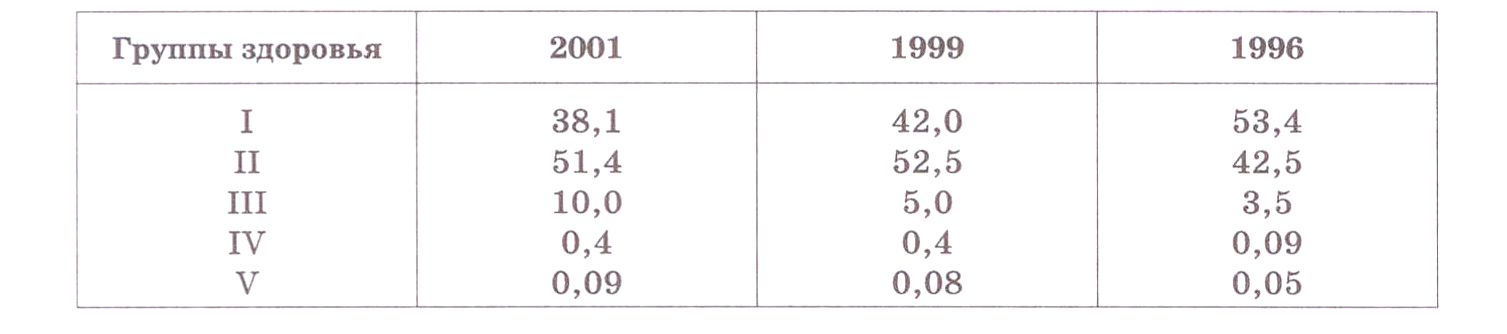 Группы здоровья 2001 1999 1996
I 38,1 42,0 53,4
II 51,4 52,5 42,5
III 10,0 5,0 3,5
IV 0,4 0,4 0,09
V 0,09 0,08 0,05